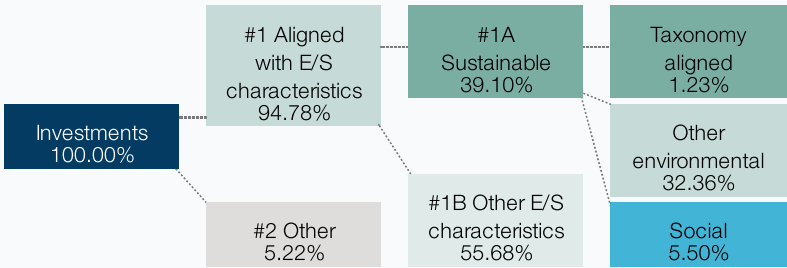 Investments
100.00%
#1 Aligned
with E/S
characteristics
94.78%
#2 Other
5.22%
#1A
Sustainable
39.10%
#1B Other E/S
characteristics
55.68%
Taxonomy
aligned
1.23%
Other
environmental
32.36%
Social
5.50%